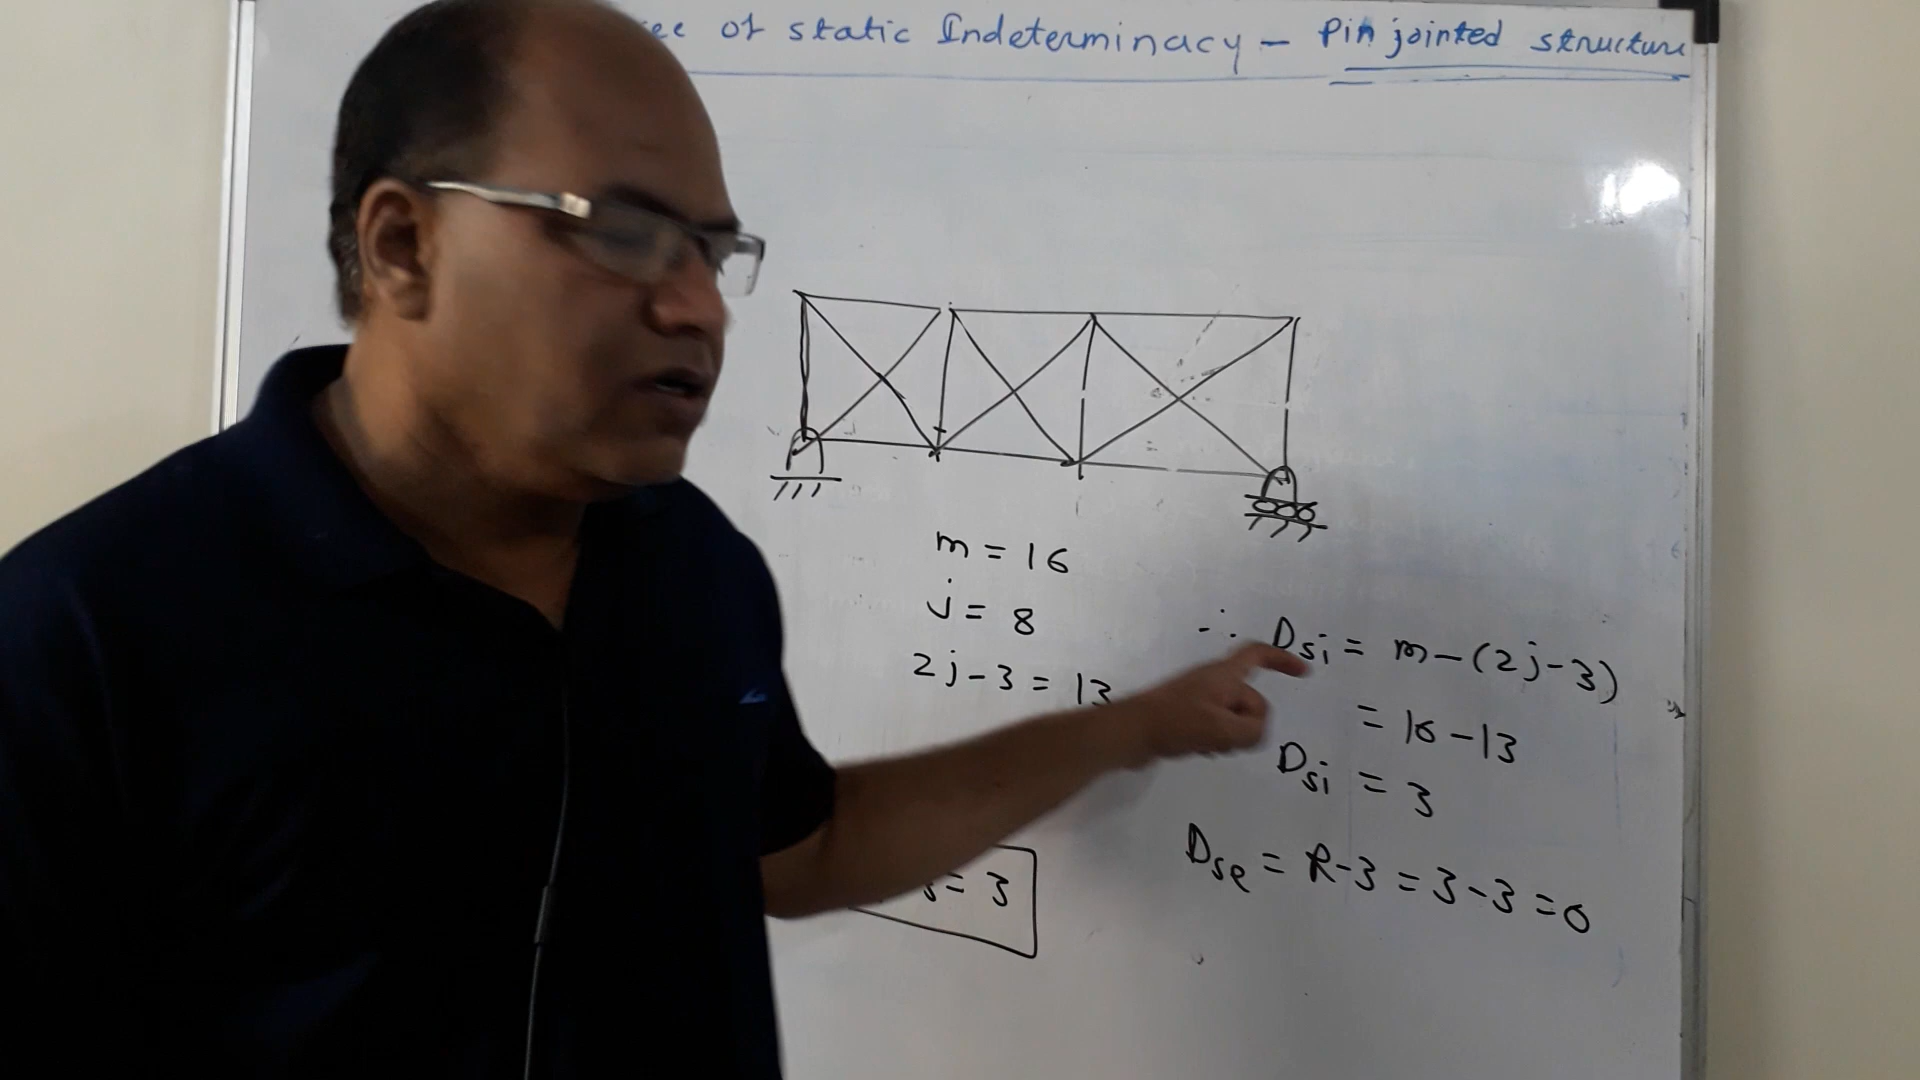 of static Indeterminacy - Pin jointed structure
m = 16
j = 8
2j-3 = 13
∴ Dsi = m-(2j-3)
= 16-13
Dsi = 3
Dse = R-3 = 3-3 = 0
s = 3